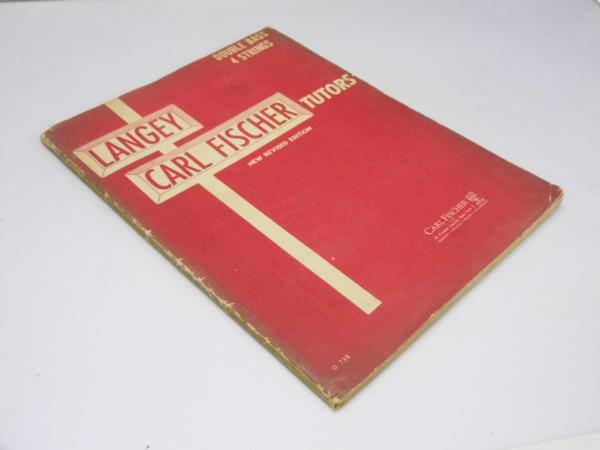 DOUBLE BASS
4 STRINGS
LANGEY
CARL FISCHER
TUTORS
NEW REVISED EDITION
CARL FISCHER
O 738